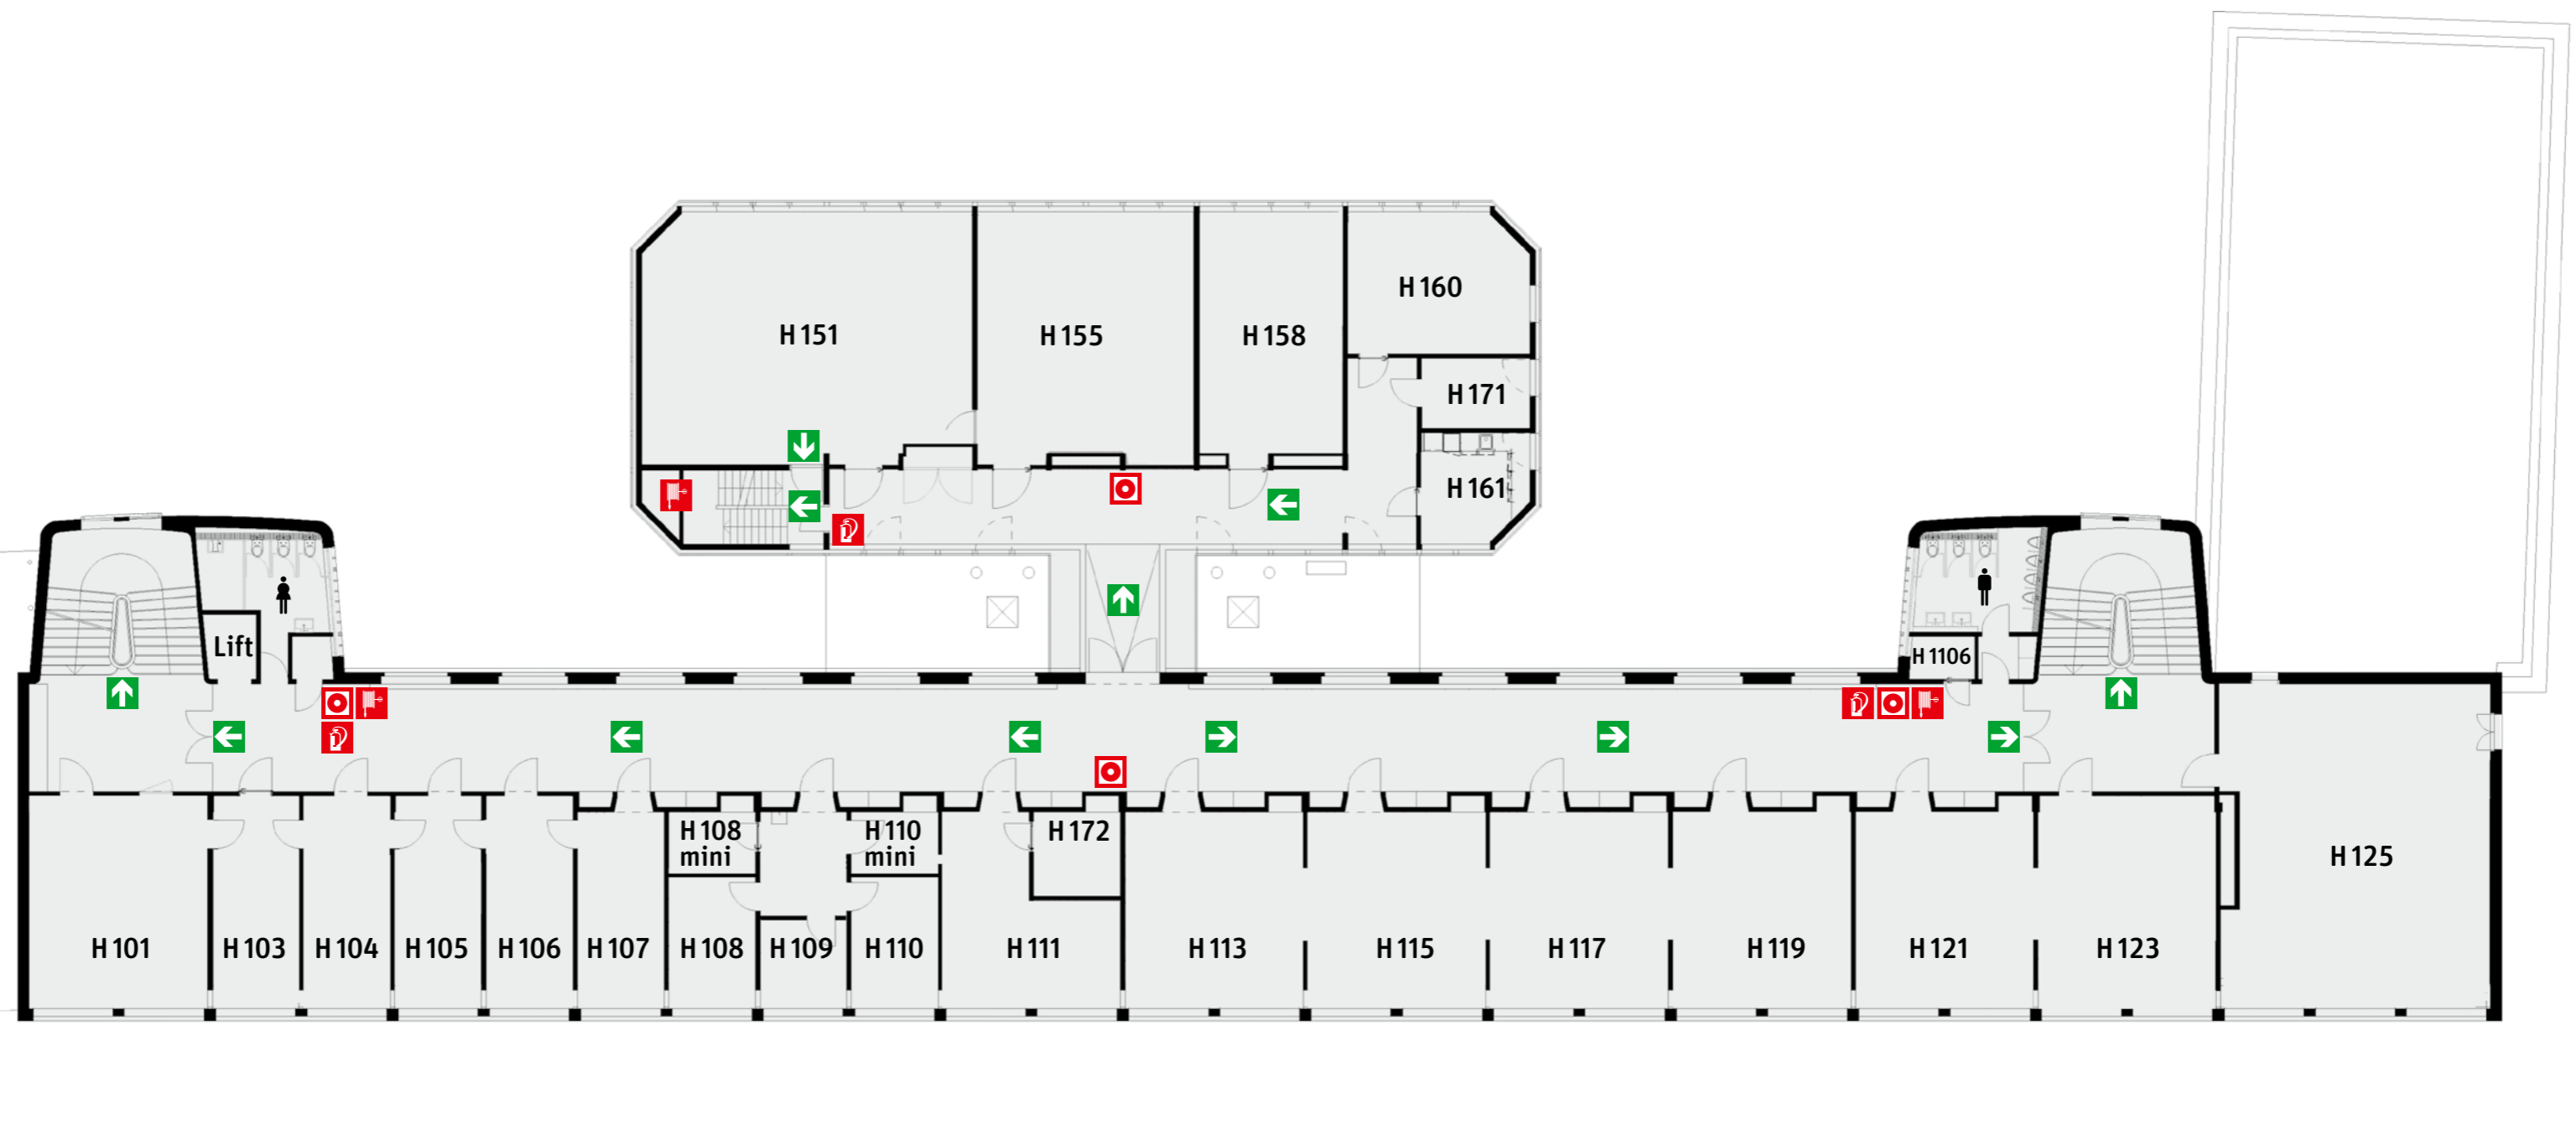 H 160
H 151
H 155
H 158
H 171
H 161
Lift
H 1106
H 108
mini
H 110
mini
H 172
H 125
H 101
H 103
H 104
H 105
H 106
H 107
H 108
H 109
H 110
H 111
H 113
H 115
H 117
H 119
H 121
H 123